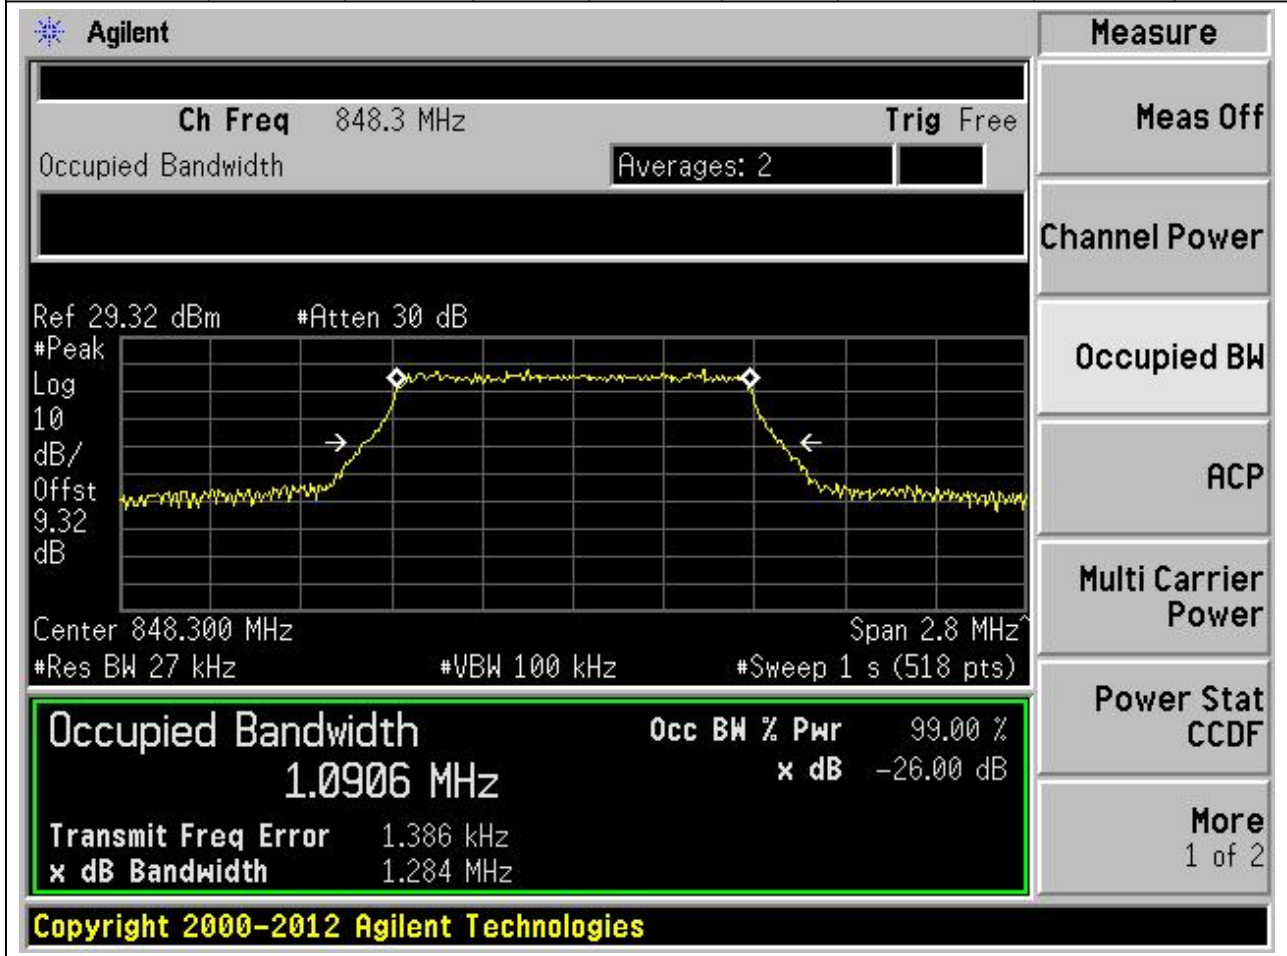 Agilent
Measure
Ch Freq 848.3 MHz Trig Free
Meas Off
Occupied Bandwidth Averages: 2
Channel Power
Ref 29.32 dBm #Atten 30 dB
#Peak
Log
10
dB/
Offst
9.32
dB
Occupied BW
ACP
Center 848.300 MHz Span 2.8 MHz^
#Res BW 27 kHz #VBW 100 kHz #Sweep 1 s (518 pts)
Multi Carrier
Power
Occupied Bandwidth Occ BW % Pwr 99.00 %
1.0906 MHz x dB -26.00 dB
Power Stat
CCDF
Transmit Freq Error 1.386 kHz
x dB Bandwidth 1.284 MHz
More
1 of 2
Copyright 2000-2012 Agilent Technologies